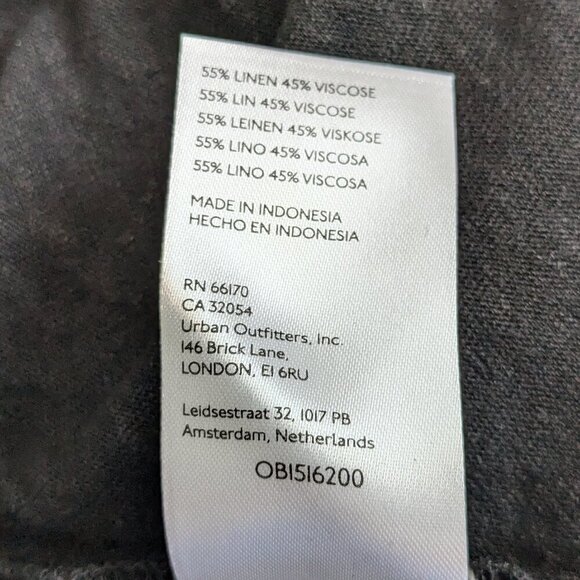 55% LINEN 45% VISCOSE
55% LIN 45% VISCOSE
55% LEINEN 45% VISKOSE
55% LINO 45% VISCOSA
55% LINO 45% VISCOSA
MADE IN INDONESIA
HECHO EN INDONESIA
RN 66170
CA 32054
Urban Outfitters, Inc.
146 Brick Lane,
LONDON, E1 6RU
Leidsestraat 32, 1017 PB
Amsterdam, Netherlands
OB1516200